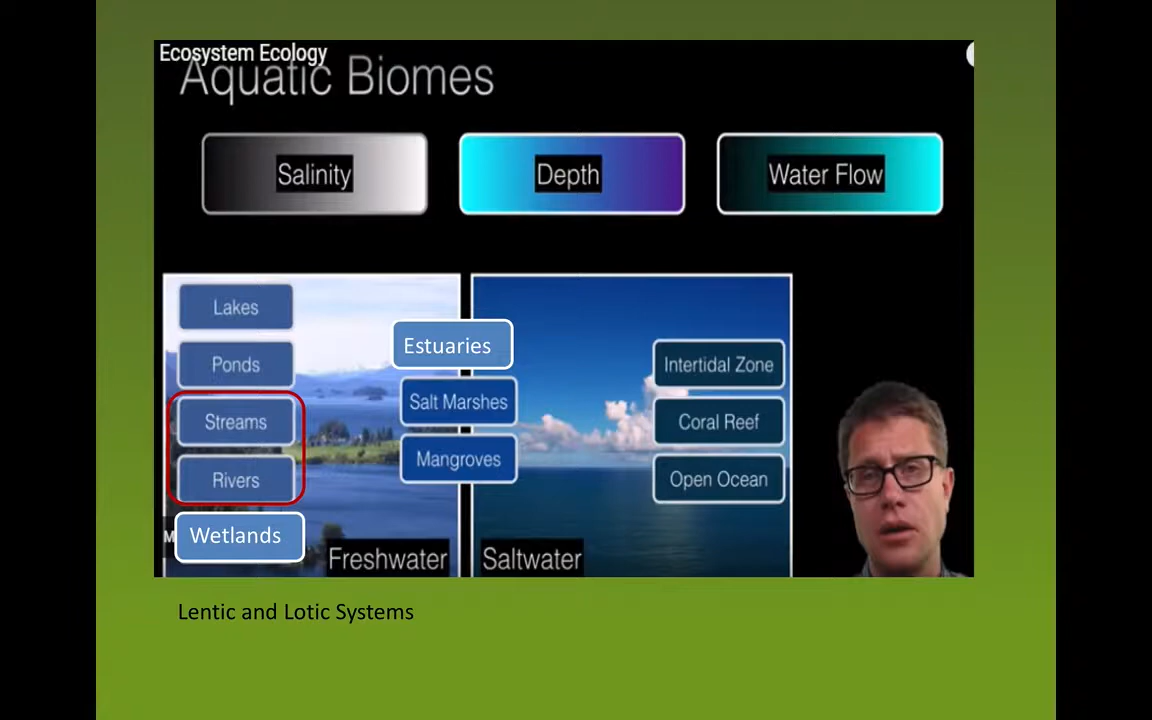 Ecosystem Ecology
Aquatic Biomes
Salinity
Depth
Water Flow
Lakes
Ponds
Streams
Rivers
Wetlands
Estuaries
Salt Marshes
Mangroves
Intertidal Zone
Coral Reef
Open Ocean
Freshwater
Saltwater
Lentic and Lotic Systems